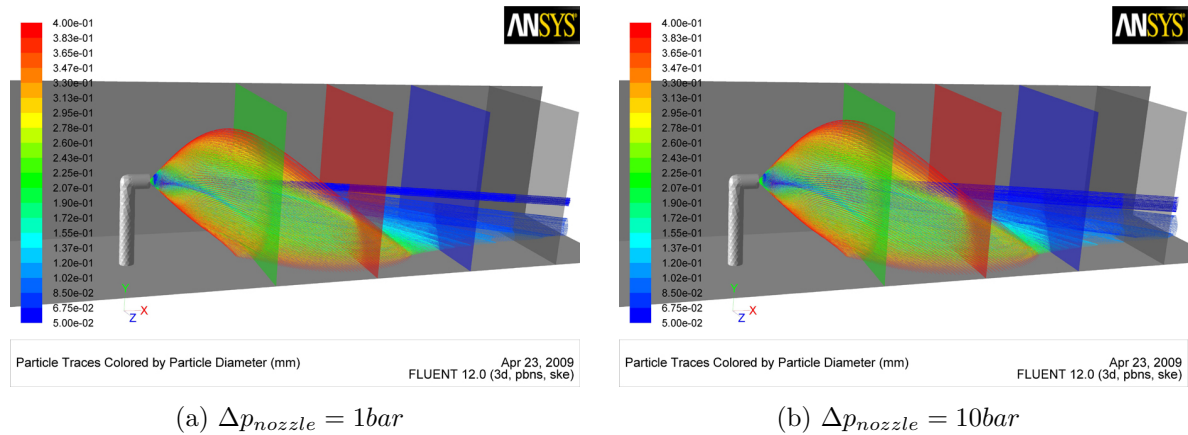 ANSYS
4.00e-01
3.83e-01
3.65e-01
3.47e-01
3.30e-01
3.13e-01
2.95e-01
2.78e-01
2.60e-01
2.43e-01
2.25e-01
2.07e-01
1.90e-01
1.72e-01
1.55e-01
1.37e-01
1.20e-01
1.02e-01
8.50e-02
6.75e-02
5.00e-02
Y
X
Z
Particle Traces Colored by Particle Diameter (mm)
Apr 23, 2009
FLUENT 12.0 (3d, pbns, ske)
(a) Δp_{nozzle} = 1bar
ANSYS
4.00e-01
3.83e-01
3.65e-01
3.47e-01
3.30e-01
3.13e-01
2.95e-01
2.78e-01
2.60e-01
2.43e-01
2.25e-01
2.07e-01
1.90e-01
1.72e-01
1.55e-01
1.37e-01
1.20e-01
1.02e-01
8.50e-02
6.75e-02
5.00e-02
Y
X
Z
Particle Traces Colored by Particle Diameter (mm)
Apr 23, 2009
FLUENT 12.0 (3d, pbns, ske)
(b) Δp_{nozzle} = 10bar